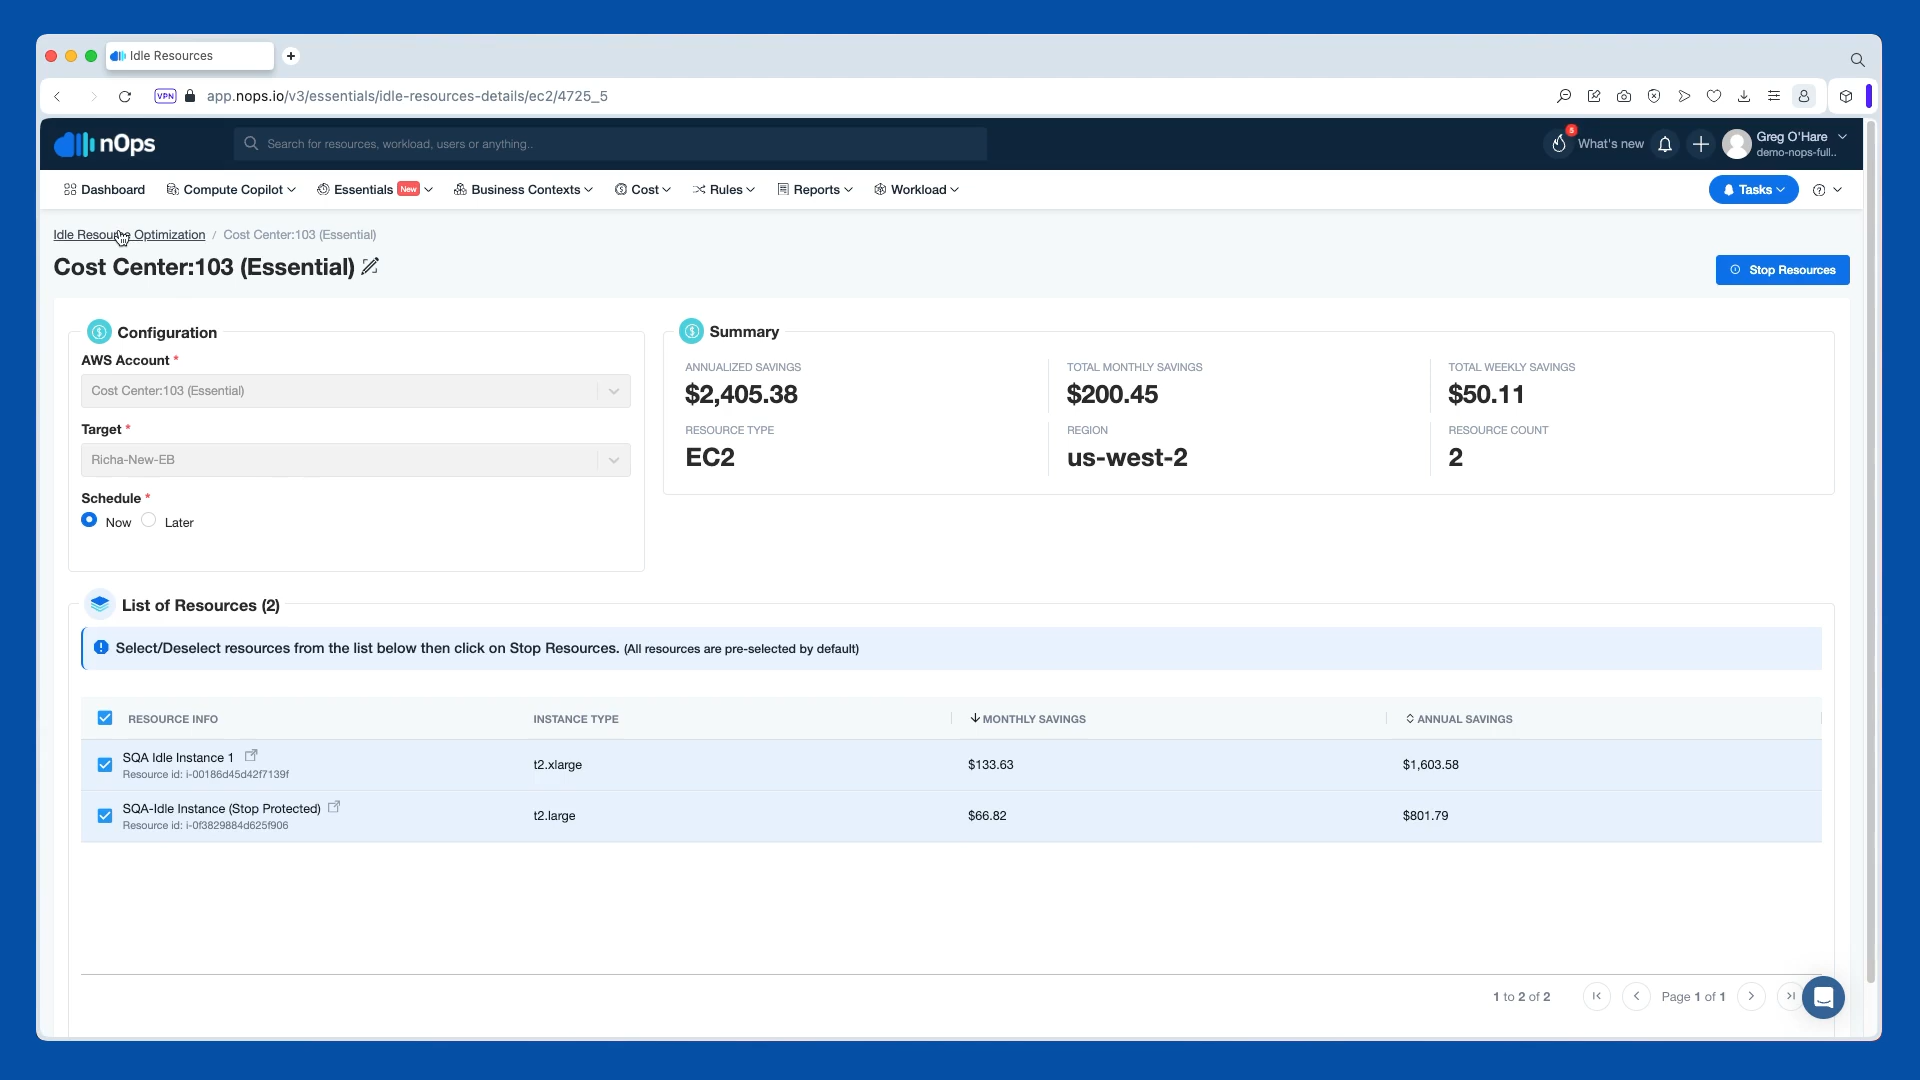 Idle Resources
VPN
app.nops.io/v3/essentials/idle-resources-details/ec2/4725_5
nOps
Search for resources, workload, users or anything..
5
What's new
Greg O'Hare
demo-nops-full..
Dashboard
Compute Copilot
Essentials New
Business Contexts
Cost
Rules
Reports
Workload
Tasks
Idle Resource Optimization / Cost Center:103 (Essential)
Cost Center:103 (Essential)
Stop Resources
Configuration
AWS Account *
Cost Center:103 (Essential)
Target *
Richa-New-EB
Schedule *
Now
Later
Summary
ANNUALIZED SAVINGS
$2,405.38
TOTAL MONTHLY SAVINGS
$200.45
TOTAL WEEKLY SAVINGS
$50.11
RESOURCE TYPE
EC2
REGION
us-west-2
RESOURCE COUNT
2
List of Resources (2)
Select/Deselect resources from the list below then click on Stop Resources. (All resources are pre-selected by default)
RESOURCE INFO
INSTANCE TYPE
MONTHLY SAVINGS
ANNUAL SAVINGS
SQA Idle Instance 1
Resource id: i-00186d45d42f7139f
t2.xlarge
$133.63
$1,603.58
SQA-Idle Instance (Stop Protected)
Resource id: i-0f3829884d625f906
t2.large
$66.82
$801.79
1 to 2 of 2
Page 1 of 1